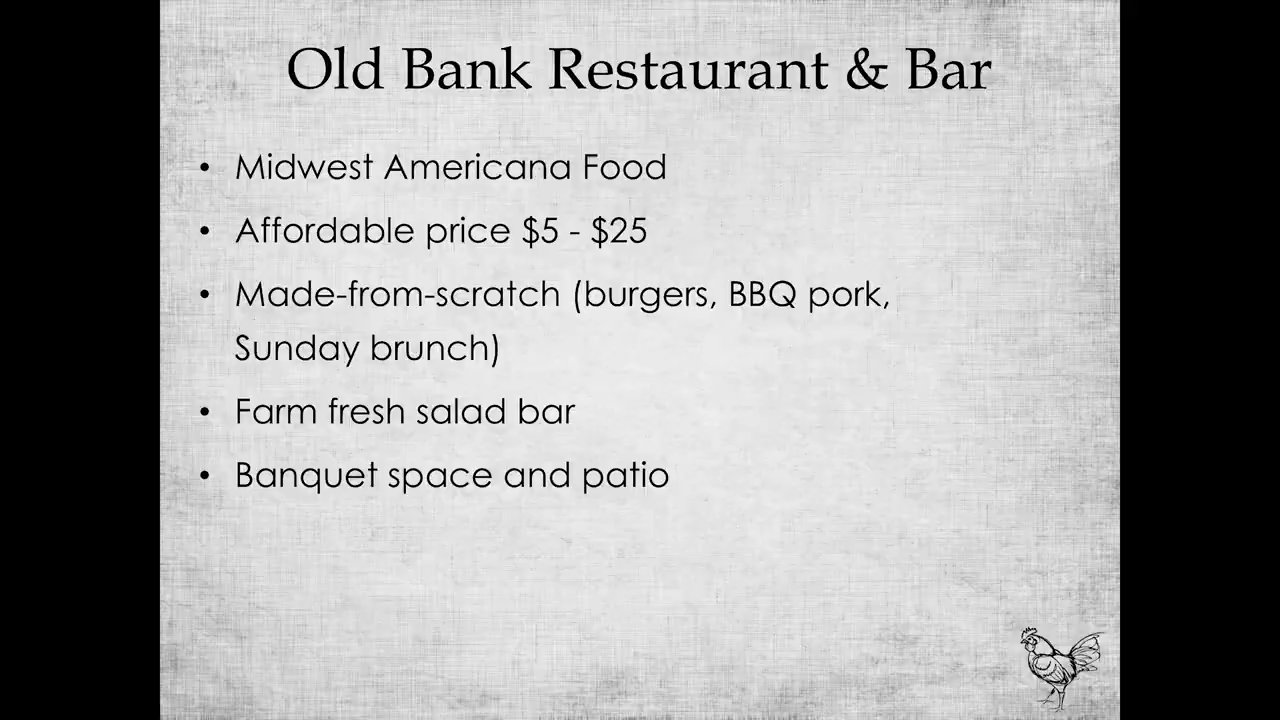 Old Bank Restaurant & Bar
• Midwest Americana Food
• Affordable price $5 - $25
• Made-from-scratch (burgers, BBQ pork,
Sunday brunch)
• Farm fresh salad bar
• Banquet space and patio